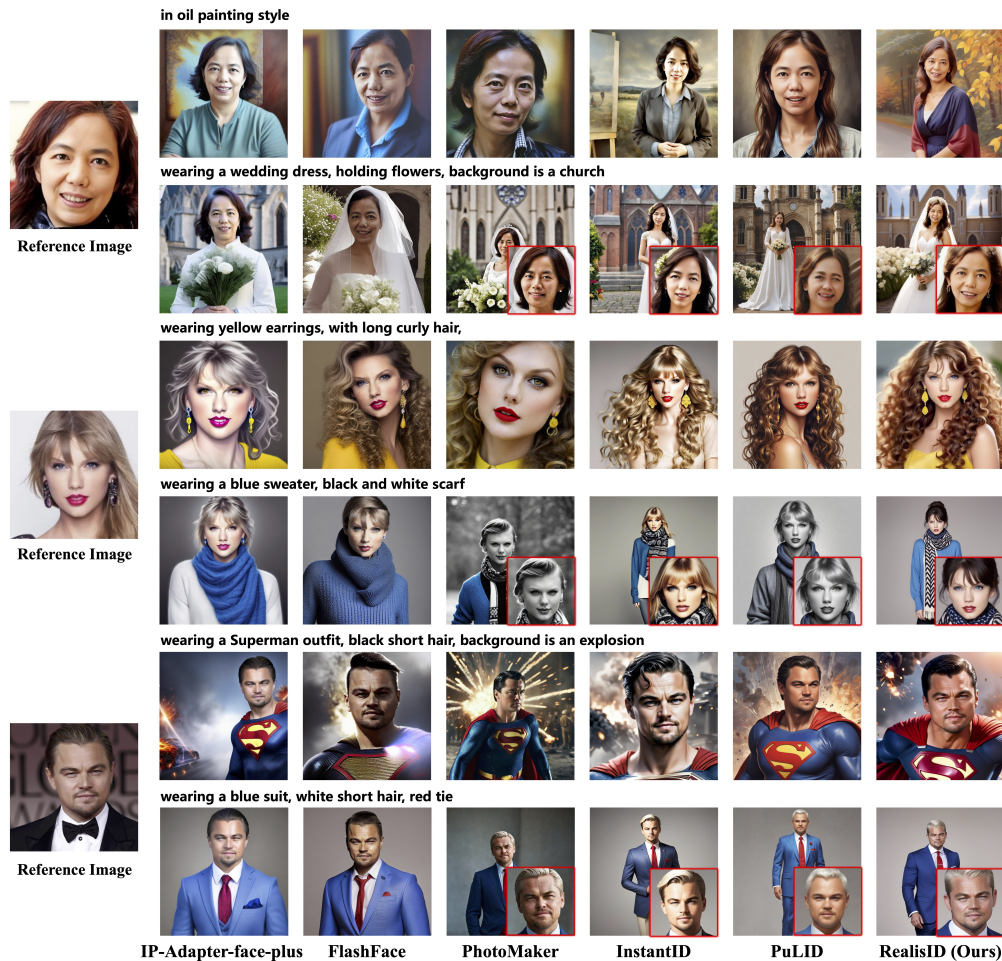 in oil painting style
Reference Image
wearing a wedding dress, holding flowers, background is a church
wearing yellow earrings, with long curly hair,
Reference Image
wearing a blue sweater, black and white scarf
wearing a Superman outfit, black short hair, background is an explosion
Reference Image
wearing a blue suit, white short hair, red tie
IP-Adapter-face-plus FlashFace PhotoMaker InstantID PuLID RealisID (Ours)